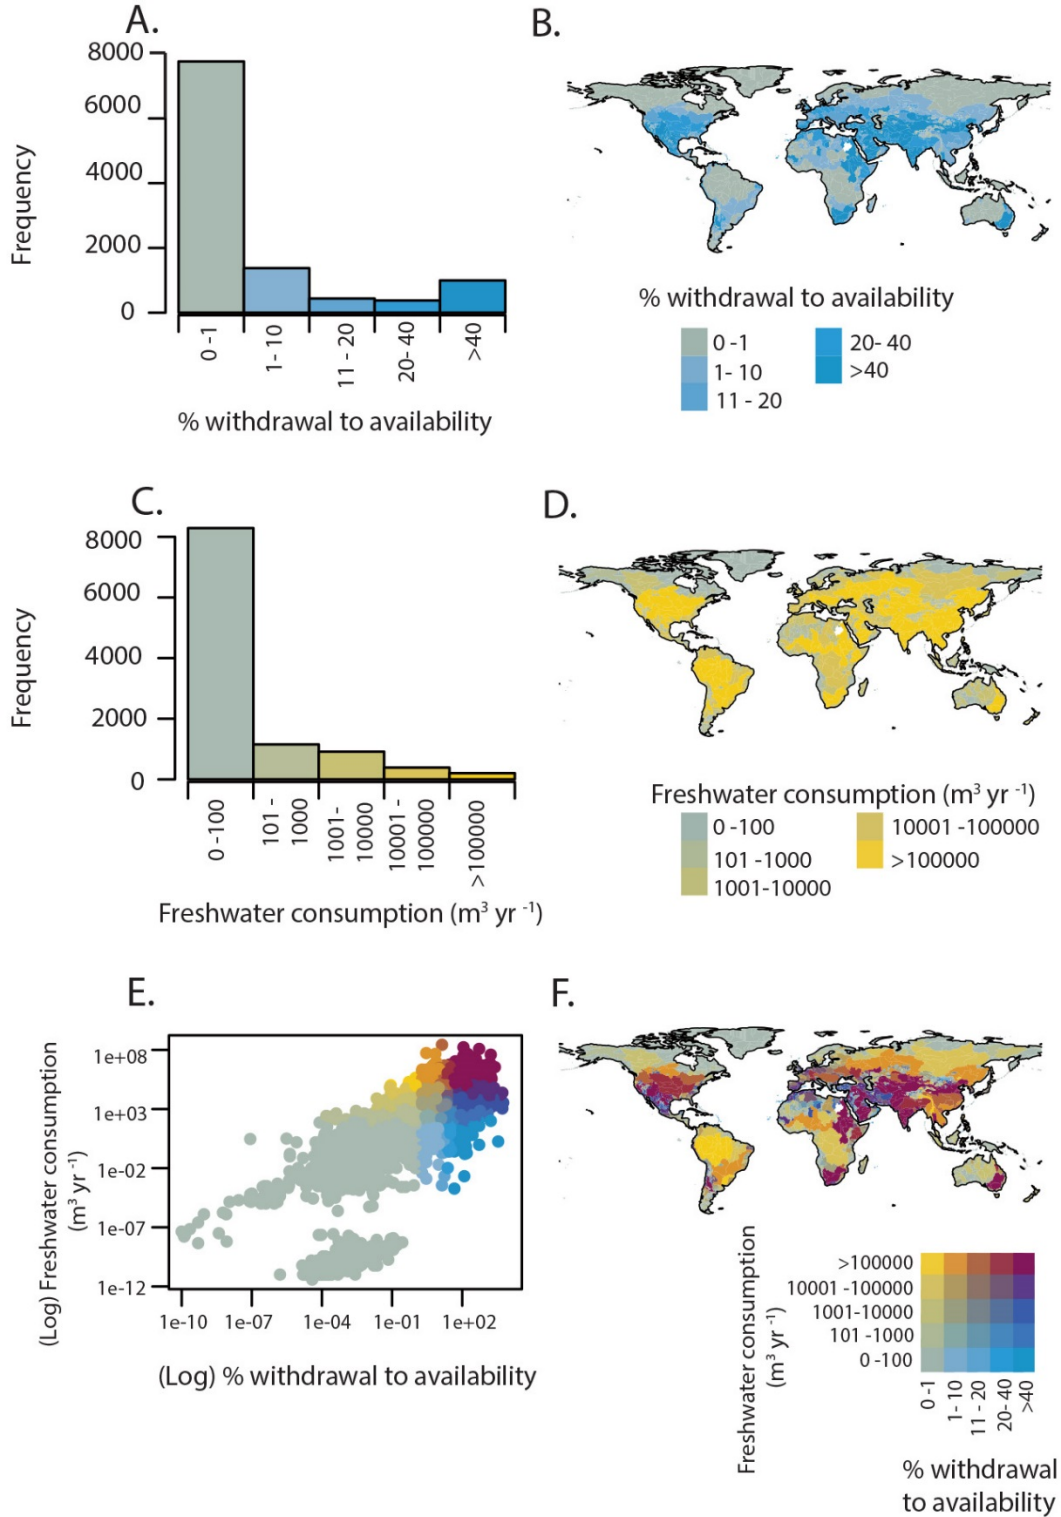 A.
8000
6000
4000
2000
0
Frequency
0 -1
1- 10
11 - 20
20- 40
>40
% withdrawal to availability
B.
% withdrawal to availability
0 -1
1- 10
11 - 20
20- 40
>40
C.
8000
6000
4000
2000
0
Frequency
0 -100
101 -
1000
1001-
10000
10001-
100000
>100000
Freshwater consumption (m³ yr ⁻¹)
D.
Freshwater consumption (m³ yr ⁻¹)
0 -100
101 -1000
1001-10000
10001 -100000
>100000
E.
1e+08
1e+03
1e-02
1e-07
1e-12
(Log) Freshwater consumption
(m³ yr ⁻¹)
1e-10
1e-07
1e-04
1e-01
1e+02
(Log) % withdrawal to availability
F.
Freshwater consumption
(m³ yr ⁻¹)
>100000
10001 -100000
1001-10000
101 -1000
0 -100
0 -1
1- 10
11 - 20
20- 40
>40
% withdrawal
to availability